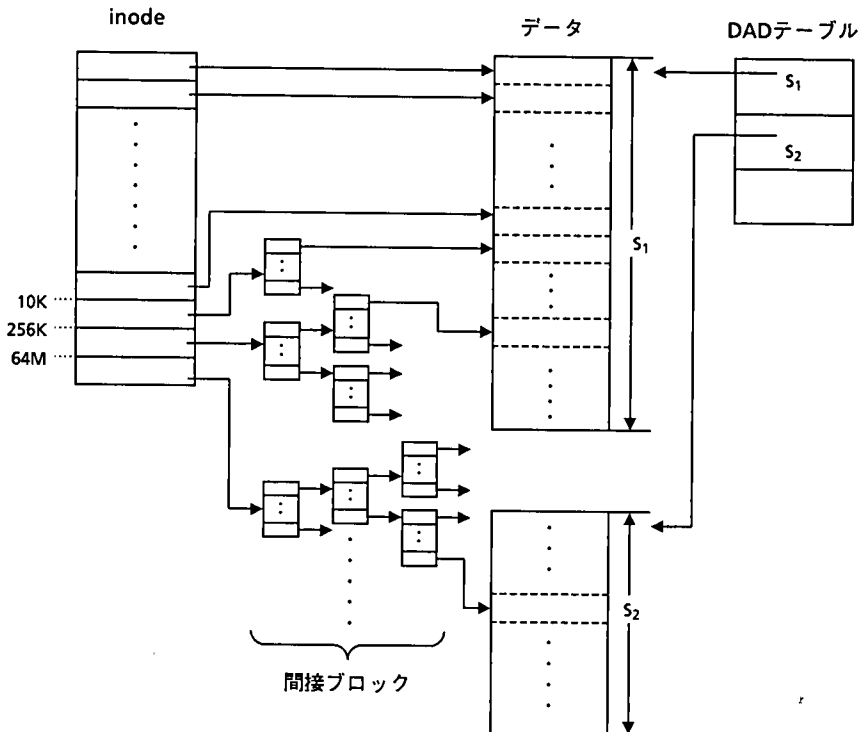 inode
データ
DADテーブル
S₁
S₂
S₁
10K
256K
64M
S₂
間接ブロック
r